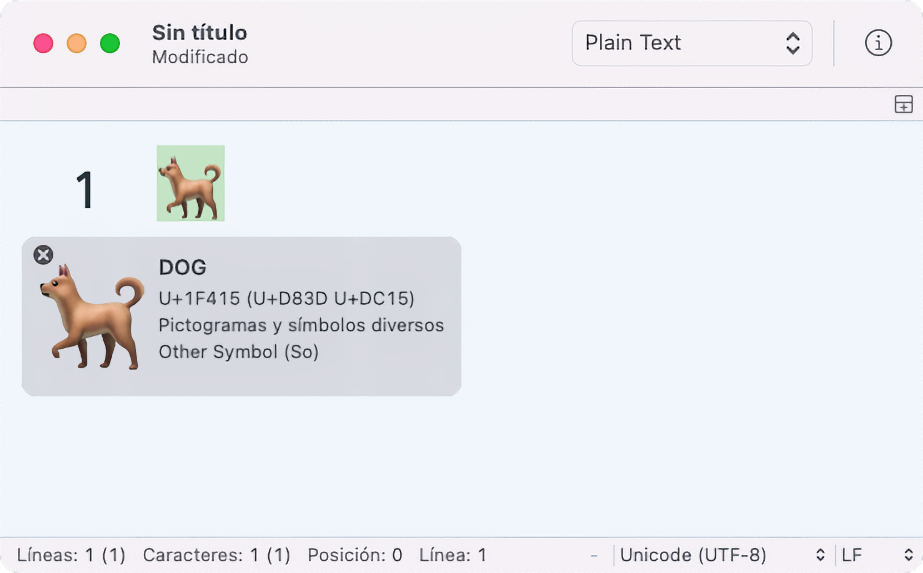 Sin título
Modificado
Plain Text
1
DOG
U+1F415 (U+D83D U+DC15)
Pictogramas y símbolos diversos
Other Symbol (So)
Líneas: 1 (1) Caracteres: 1 (1) Posición: 0 Línea: 1 - Unicode (UTF-8) LF